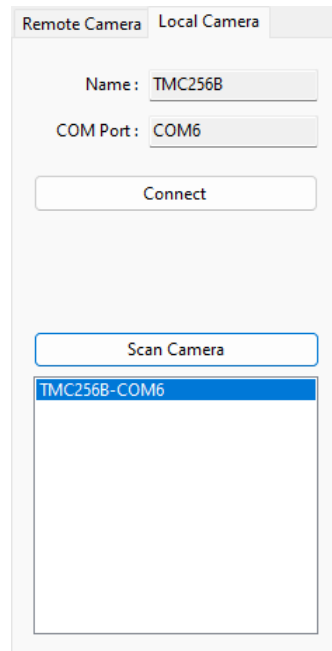 Remote Camera Local Camera
Name : TMC256B
COM Port : COM6
Connect
Scan Camera
TMC256B-COM6